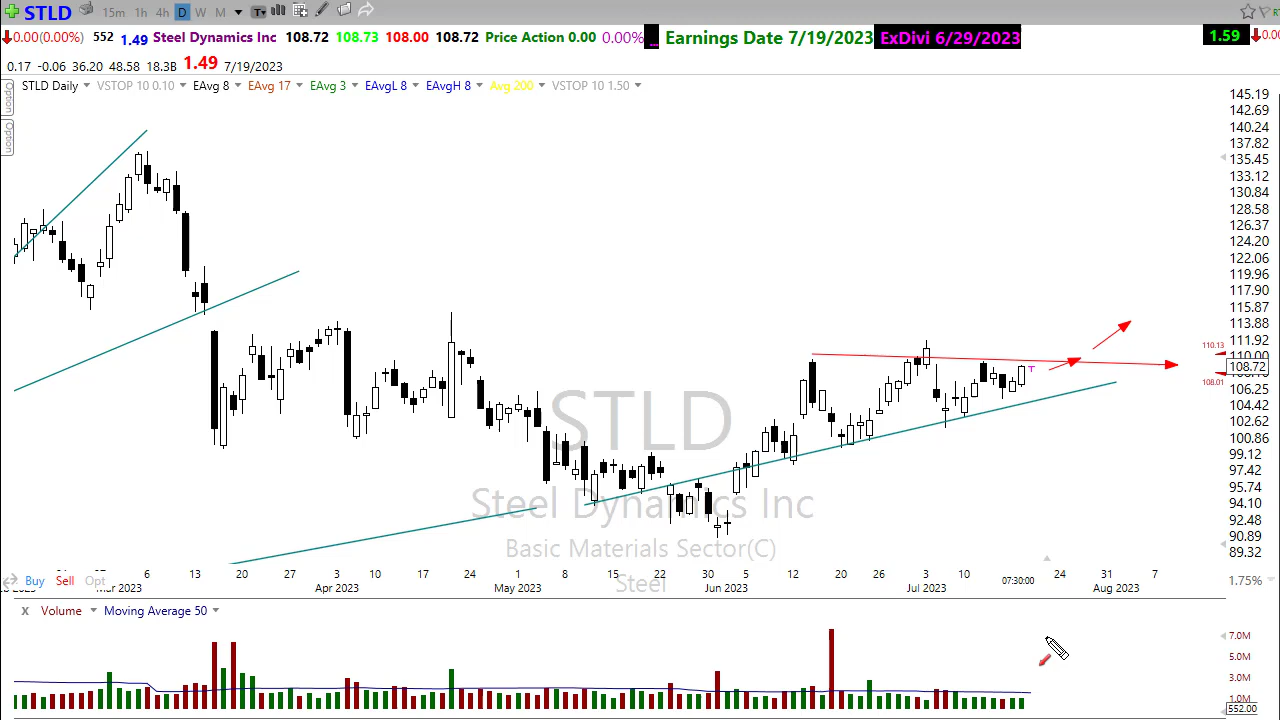 STLD 15m 1h 4h D W M T
0.00(0.00%) 552 1.49 Steel Dynamics Inc 108.72 108.73 108.00 108.72 Price Action 0.00 0.00% Earnings Date 7/19/2023 ExDivi 6/29/2023 1.59
0.17 -0.06 36.20 48.58 18.38 1.49 7/19/2023
STLD Daily VSTOP 10 0.10 EAvg 8 EAvg 17 EAvg 3 EAvgL 8 EAvgH 8 Avg 200 VSTOP 10 1.50
Option
Option
145.19
142.69
140.24
137.82
135.45
133.12
130.84
128.58
126.37
124.20
122.06
119.96
117.90
115.87
113.88
111.92
110.13
110.00
108.72
108.01
106.25
104.42
102.62
100.86
99.12
97.42
95.74
94.10
92.48
90.89
89.32
STLD
Steel Dynamics Inc
Basic Materials Sector(C)
Steel
6 13 20 27 3 10 17 24 1 8 15 22 30 5 12 20 26 3 10 07:30:00 24 31 7
Mar 2023 Apr 2023 May 2023 Jun 2023 Jul 2023 Aug 2023
Buy Sell Opt 1.75%
X Volume Moving Average 50
7.0M
5.0M
3.0M
1.0M
552.00